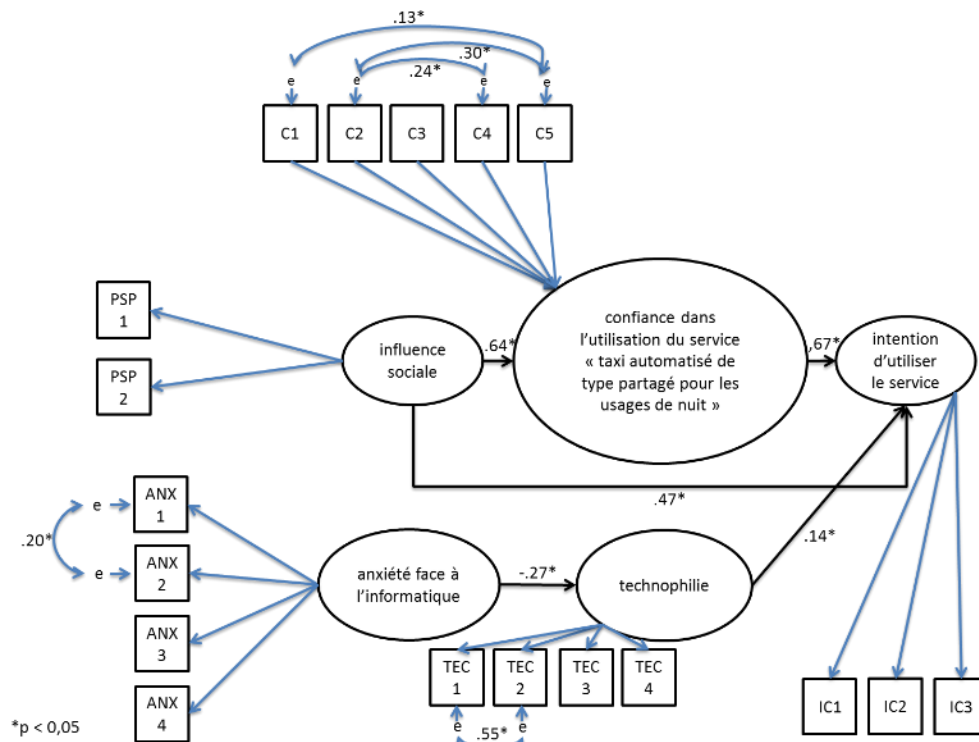 .13*
.30*
.24*
e e e e
C1 C2 C3 C4 C5
PSP
1
PSP
2
influence
sociale
.64*
confiance dans
l'utilisation du service
« taxi automatisé de
type partagé pour les
usages de nuit »
,67*
intention
d'utiliser
le service
.47*
.14*
.20*
e
e
ANX
1
ANX
2
ANX
3
ANX
4
anxiété face à
l'informatique
-.27*
technophilie
TEC
1
TEC
2
TEC
3
TEC
4
e e
.55*
IC1 IC2 IC3
*p < 0,05